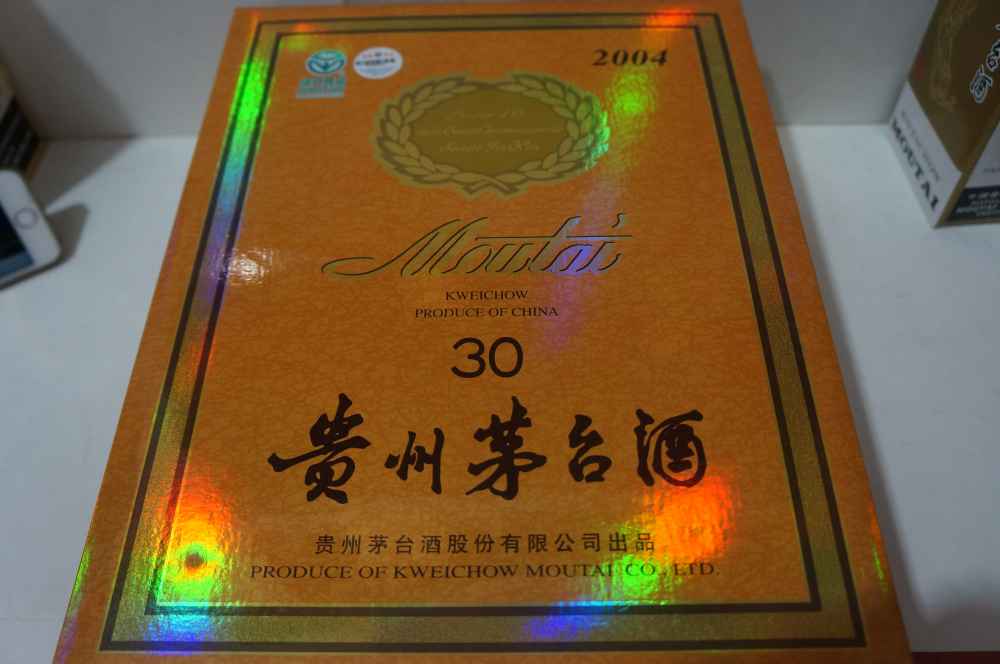 2004
Moutai
KWEICHOW
PRODUCE OF CHINA
30
贵州茅台酒
贵州茅台酒股份有限公司出品
PRODUCE OF KWEICHOW MOUTAI CO., LTD.
MOUTAI